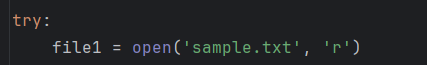 try:
    file1 = open('sample.txt', 'r')